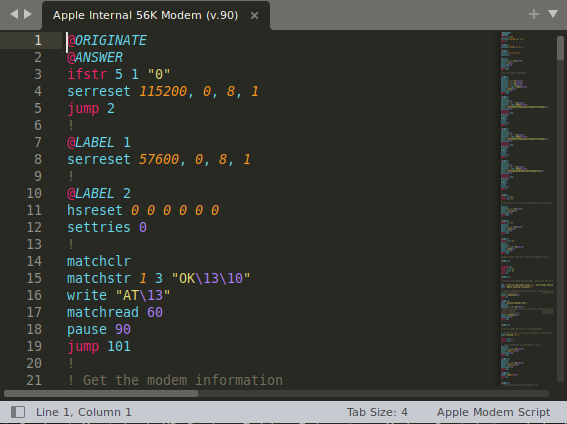 Apple Internal 56K Modem (v.90) ×
1 @ORIGINATE
2 @ANSWER
3 ifstr 5 1 "0"
4 serreset 115200, 0, 8, 1
5 jump 2
6 !
7 @LABEL 1
8 serreset 57600, 0, 8, 1
9 !
10 @LABEL 2
11 hsreset 0 0 0 0 0 0
12 settries 0
13 !
14 matchclr
15 matchstr 1 3 "OK\13\10"
16 write "AT\13"
17 matchread 60
18 pause 90
19 jump 101
20 !
21 ! Get the modem information
Line 1, Column 1 Tab Size: 4 Apple Modem Script